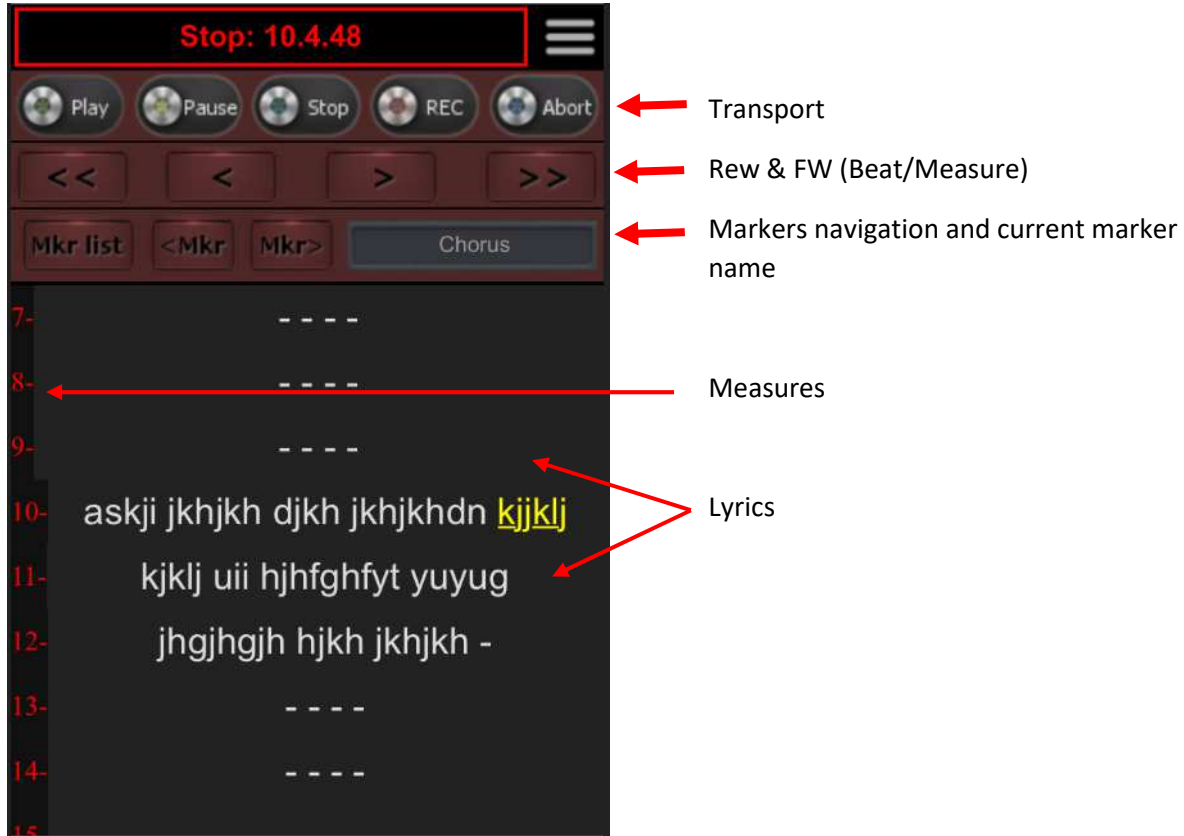 Stop: 10.4.48
Play Pause Stop REC Abort
Transport
<< < > >>
Rew & FW (Beat/Measure)
Mkr list <Mkr Mkr> Chorus
Markers navigation and current marker
name
7- - - - -
8- - - - -
Measures
9- - - - -
10- askji jkhjkh djkh jkhjkhdn kjjklj
Lyrics
11- kjklj uii hjhfghfyt yuyug
12- jhgjhgjh hjkh jkhjkh -
13- - - - -
14- - - - -
15